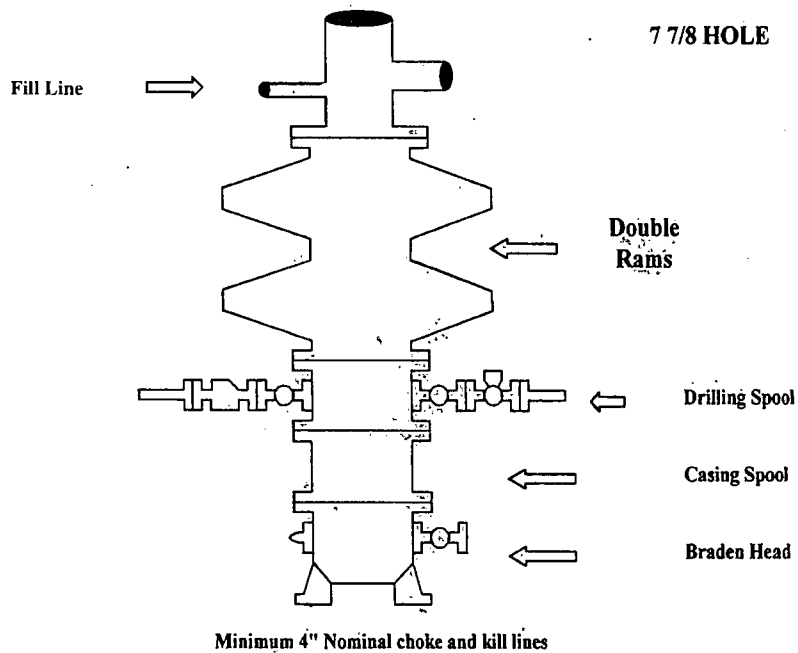 7 7/8 HOLE
Fill Line
Double
Rams
Drilling Spool
Casing Spool
Braden Head
Minimum 4" Nominal choke and kill lines